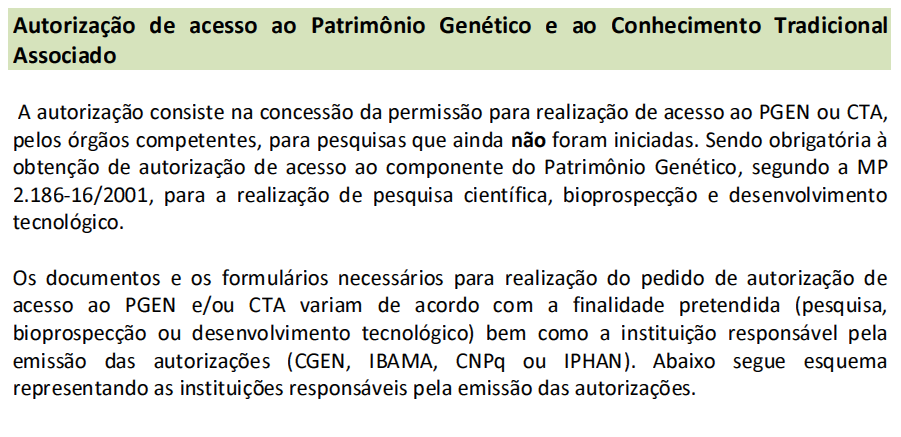 Autorização de acesso ao Patrimônio Genético e ao Conhecimento Tradicional
Associado
A autorização consiste na concessão da permissão para realização de acesso ao PGEN ou CTA,
pelos órgãos competentes, para pesquisas que ainda não foram iniciadas. Sendo obrigatória à
obtenção de autorização de acesso ao componente do Patrimônio Genético, segundo a MP
2.186-16/2001, para a realização de pesquisa científica, bioprospecção e desenvolvimento
tecnológico.
Os documentos e os formulários necessários para realização do pedido de autorização de
acesso ao PGEN e/ou CTA variam de acordo com a finalidade pretendida (pesquisa,
bioprospecção ou desenvolvimento tecnológico) bem como a instituição responsável pela
emissão das autorizações (CGEN, IBAMA, CNPq ou IPHAN). Abaixo segue esquema
representando as instituições responsáveis pela emissão das autorizações.